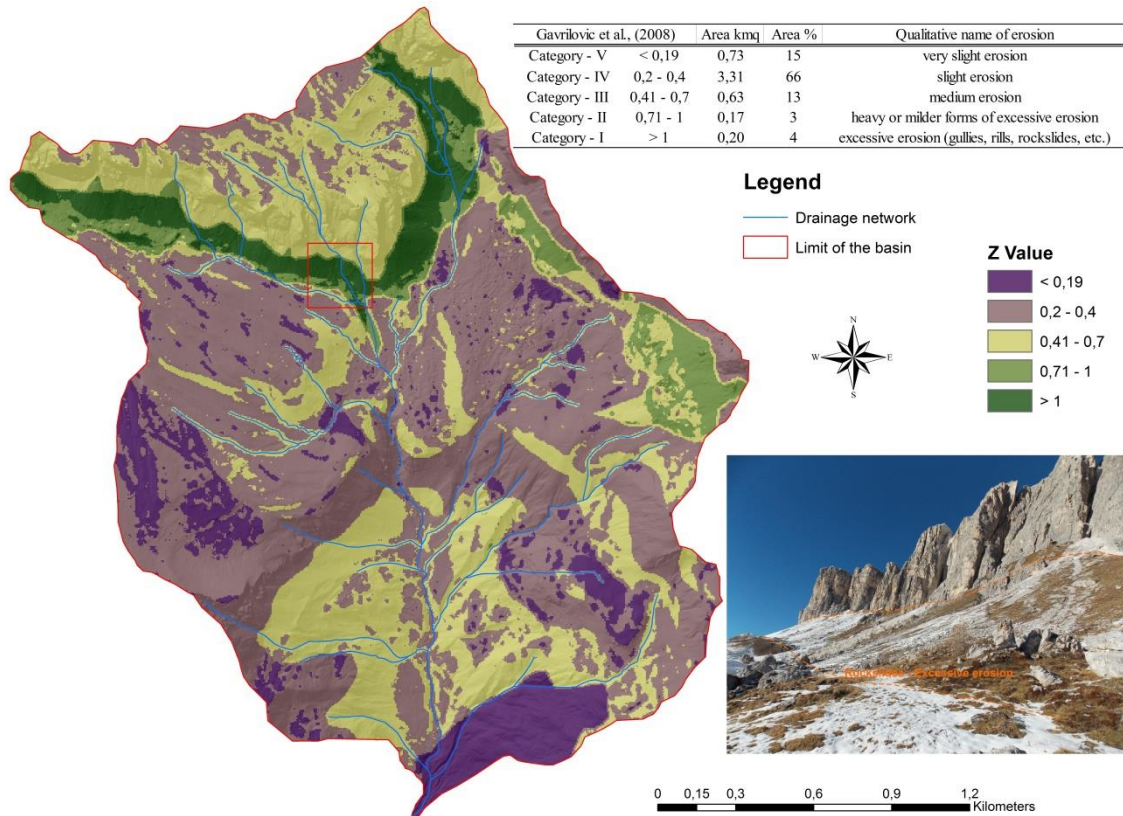 Gavrilovic et al., (2008) Area kmq Area % Qualitative name of erosion
Category - V < 0,19 0,73 15 very slight erosion
Category - IV 0,2 - 0,4 3,31 66 slight erosion
Category - III 0,41 - 0,7 0,63 13 medium erosion
Category - II 0,71 - 1 0,17 3 heavy or milder forms of excessive erosion
Category - I > 1 0,20 4 excessive erosion (gullies, rills, rockslides, etc.)
Legend
Drainage network
Limit of the basin
Z Value
< 0,19
0,2 - 0,4
0,41 - 0,7
0,71 - 1
> 1
N
W E
S
Rockslides - Excessive erosion
0 0,15 0,3 0,6 0,9 1,2
Kilometers